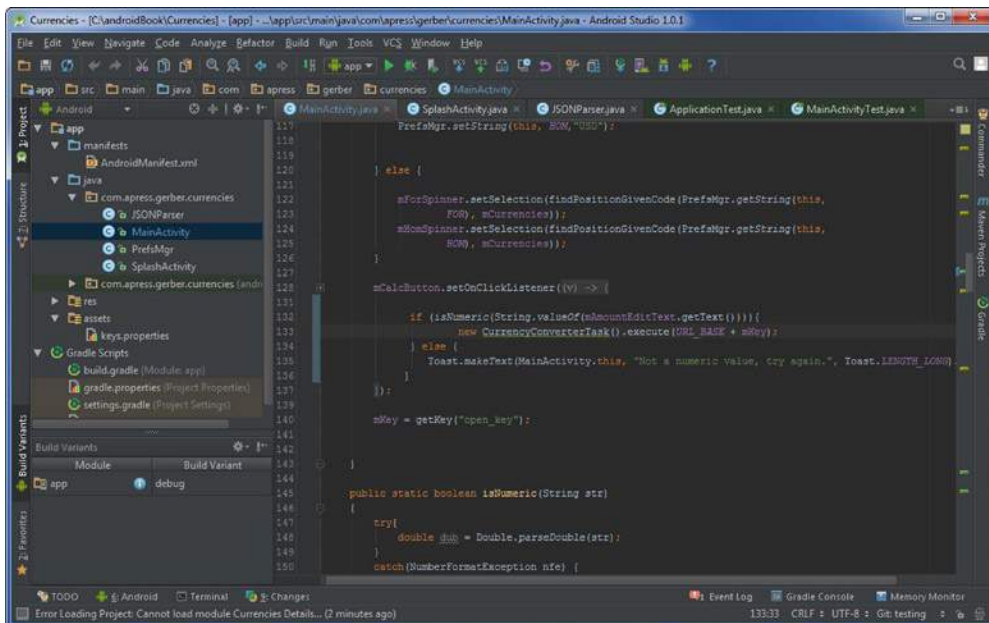 Currencies - [C:\androidBook\Currencies] - [app] - ...\app\src\main\java\com\apress\gerber\currencies\MainActivity.java - Android Studio 1.0.1
File Edit View Navigate Code Analyze Refactor Build Run Tools VCS Window Help
app
app src main java com apress gerber currencies MainActivity
Android
MainActivity.java SplashActivity.java JSONParser.java ApplicationTest.java MainActivityTest.java
1: Project
Structure
Build Variants
2: Favorites
app
manifests
AndroidManifest.xml
java
com.apress.gerber.currencies
JSONParser
MainActivity
PrefsMgr
SplashActivity
com.apress.gerber.currencies (andr
res
assets
keys.properties
Gradle Scripts
build.gradle (Module: app)
gradle.properties (Project Properties)
settings.gradle (Project Settings)
Build Variants
Module Build Variant
app debug
117 PrefsMgr.setString(this, HOM,"USD");
118
119
120 } else {
121
122 mForSpinner.setSelection(findPositionGivenCode(PrefsMgr.getString(this,
123 FOR), mCurrencies));
124 mHomSpinner.setSelection(findPositionGivenCode(PrefsMgr.getString(this,
125 HOM), mCurrencies));
126 }
127
128 mCalcButton.setOnClickListener((v) -> {
131
132 if (isNumeric(String.valueOf(mAmountEditText.getText()))){
133 new CurrencyConverterTask().execute(URL_BASE + mKey);
134 } else {
135 Toast.makeText(MainActivity.this, "Not a numeric value, try again.", Toast.LENGTH_LONG)
136 }
137 });
139
140 mKey = getKey("open_key");
141
142
143 }
144
145 public static boolean isNumeric(String str)
146 {
147 try{
148 double dub = Double.parseDouble(str);
149 }
150 catch(NumberFormatException nfe) {
Commander
Maven Projects
Gradle
TODO 6: Android Terminal 9: Changes 1 Event Log Gradle Console Memory Monitor
Error Loading Project: Cannot load module Currencies Details... (2 minutes ago) 133:33 CRLF UTF-8 Git: testing